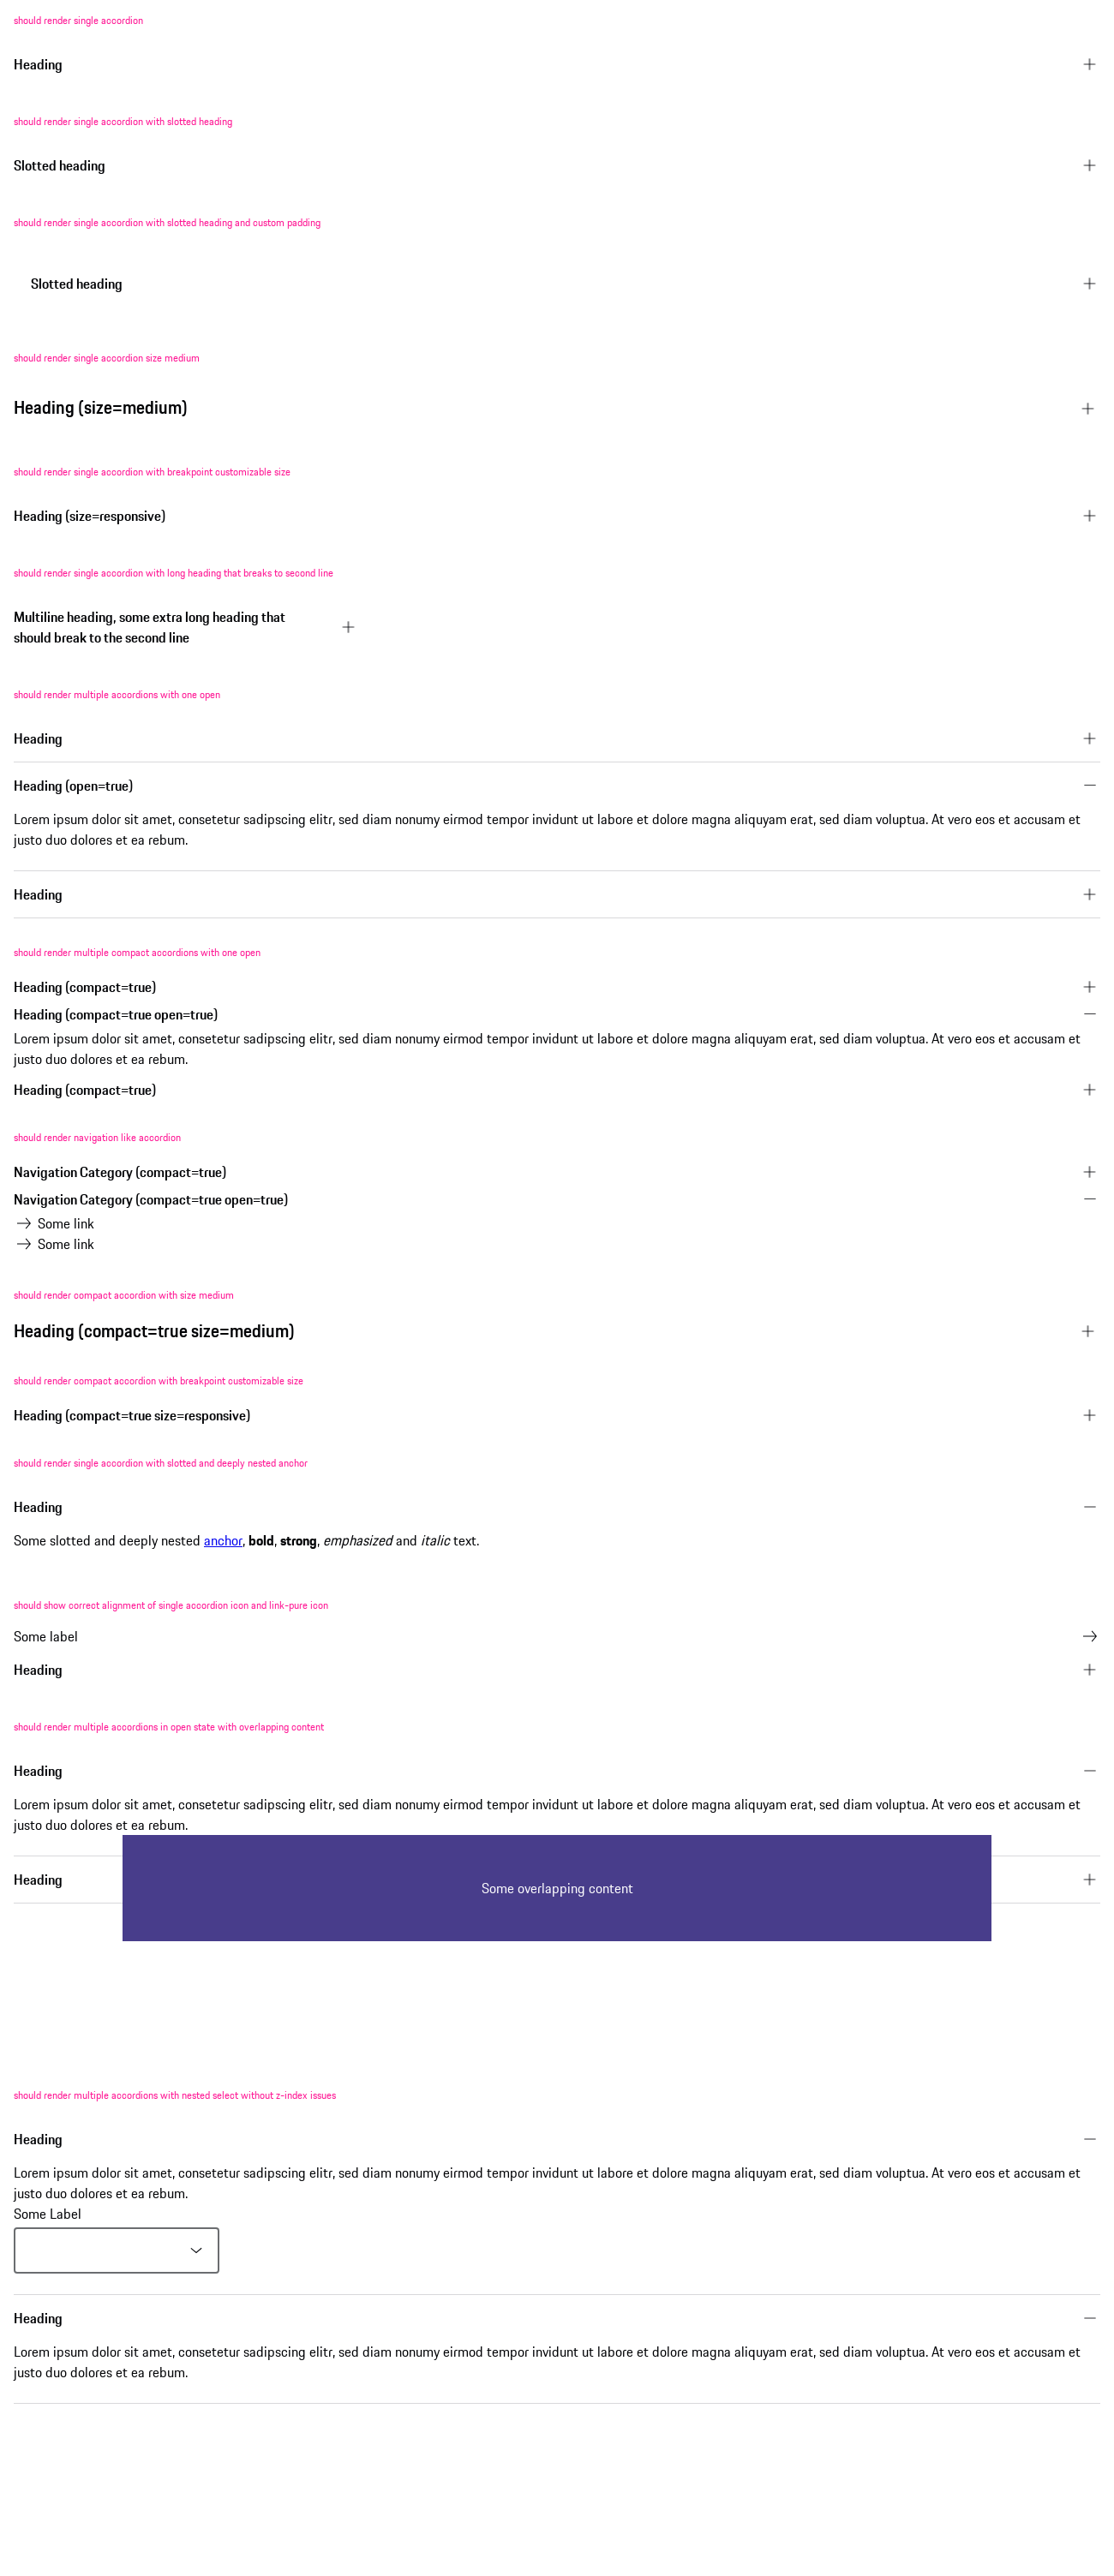 should render single accordion
Heading
should render single accordion with slotted heading
Slotted heading
should render single accordion with slotted heading and custom padding
Slotted heading
should render single accordion size medium
Heading (size=medium)
should render single accordion with breakpoint customizable size
Heading (size=responsive)
should render single accordion with long heading that breaks to second line
Multiline heading, some extra long heading that
should break to the second line
should render multiple accordions with one open
Heading
Heading (open=true)
Lorem ipsum dolor sit amet, consetetur sadipscing elitr, sed diam nonumy eirmod tempor invidunt ut labore et dolore magna aliquyam erat, sed diam voluptua. At vero eos et accusam et
justo duo dolores et ea rebum.
Heading
should render multiple compact accordions with one open
Heading (compact=true)
Heading (compact=true open=true)
Lorem ipsum dolor sit amet, consetetur sadipscing elitr, sed diam nonumy eirmod tempor invidunt ut labore et dolore magna aliquyam erat, sed diam voluptua. At vero eos et accusam et
justo duo dolores et ea rebum.
Heading (compact=true)
should render navigation like accordion
Navigation Category (compact=true)
Navigation Category (compact=true open=true)
Some link
Some link
should render compact accordion with size medium
Heading (compact=true size=medium)
should render compact accordion with breakpoint customizable size
Heading (compact=true size=responsive)
should render single accordion with slotted and deeply nested anchor
Heading
Some slotted and deeply nested anchor, bold, strong, emphasized and italic text.
should show correct alignment of single accordion icon and link-pure icon
Some label
Heading
should render multiple accordions in open state with overlapping content
Heading
Lorem ipsum dolor sit amet, consetetur sadipscing elitr, sed diam nonumy eirmod tempor invidunt ut labore et dolore magna aliquyam erat, sed diam voluptua. At vero eos et accusam et
justo duo dolores et ea rebum.
Heading
Some overlapping content
should render multiple accordions with nested select without z-index issues
Heading
Lorem ipsum dolor sit amet, consetetur sadipscing elitr, sed diam nonumy eirmod tempor invidunt ut labore et dolore magna aliquyam erat, sed diam voluptua. At vero eos et accusam et
justo duo dolores et ea rebum.
Some Label
Heading
Lorem ipsum dolor sit amet, consetetur sadipscing elitr, sed diam nonumy eirmod tempor invidunt ut labore et dolore magna aliquyam erat, sed diam voluptua. At vero eos et accusam et
justo duo dolores et ea rebum.